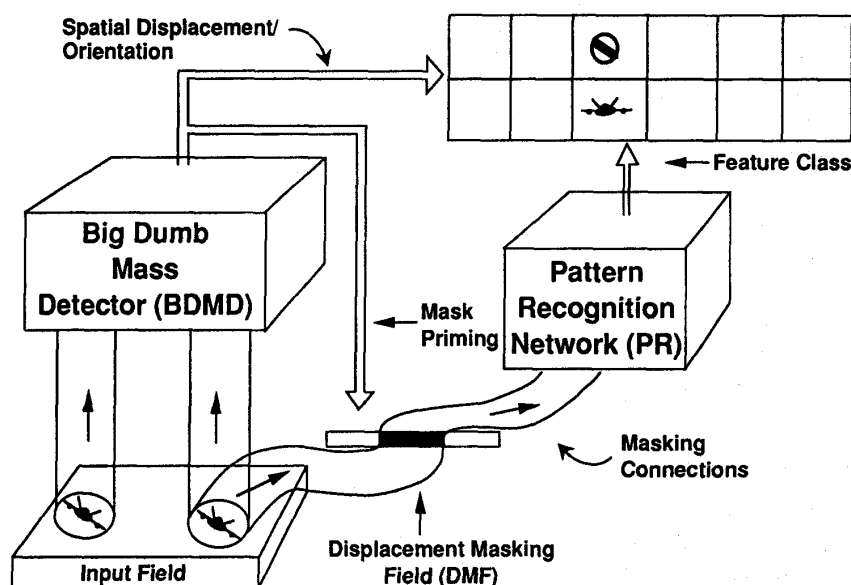 Spatial Displacement/
Orientation
Feature Class
Big Dumb
Mass
Detector (BDMD)
Pattern
Recognition
Network (PR)
Mask
Priming
Masking
Connections
Displacement Masking
Field (DMF)
Input Field